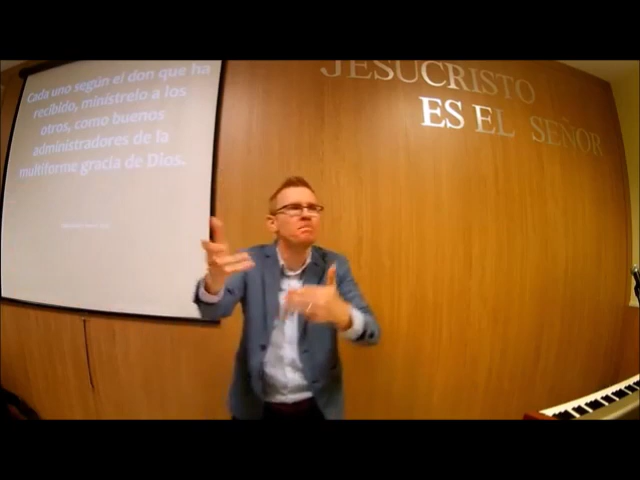 Cada uno según el don que ha
recibido, minístrelo a los
otros, como buenos
administradores de la
multiforme gracia de Dios.
JESUCRISTO
ES EL SEÑOR